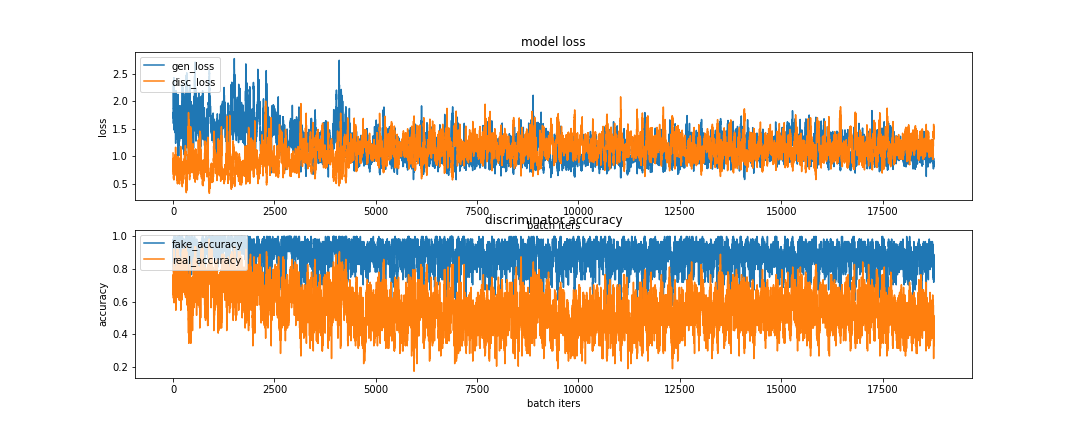 model loss
gen_loss
disc_loss
2.5
2.0
1.5
1.0
0.5
loss
0
2500
5000
7500
10000
12500
15000
17500
batch iters
discriminator accuracy
fake_accuracy
real_accuracy
1.0
0.8
0.6
0.4
0.2
accuracy
0
2500
5000
7500
10000
12500
15000
17500
batch iters